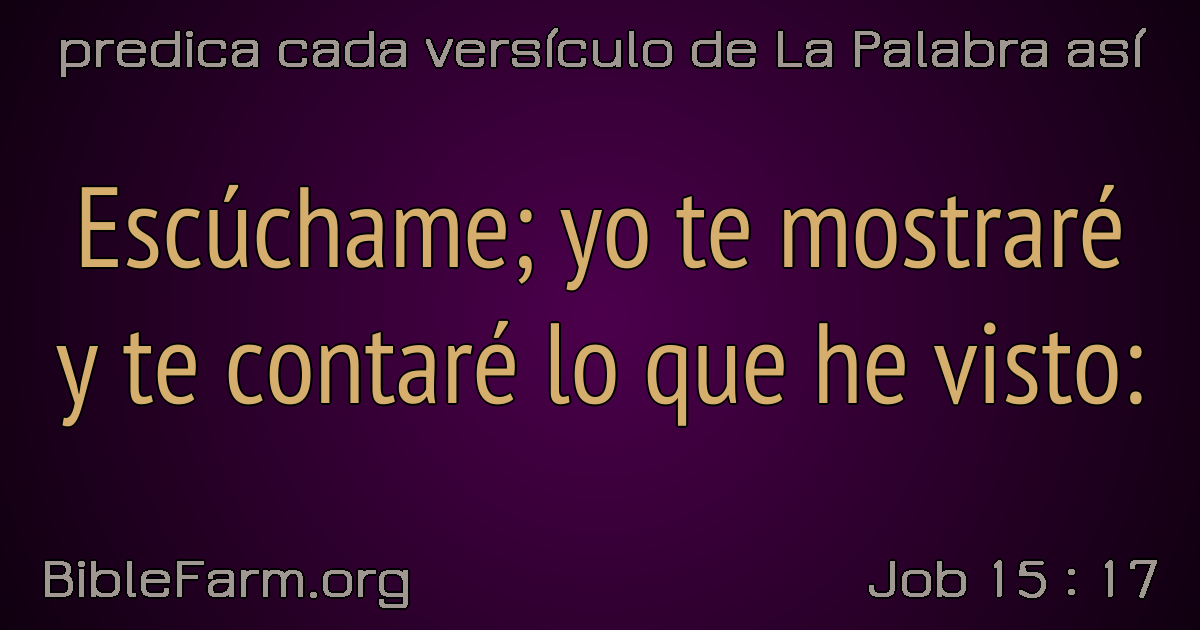 predica cada versículo de La Palabra así
Escúchame; yo te mostraré
y te contaré lo que he visto:
BibleFarm.org
Job 15 : 17